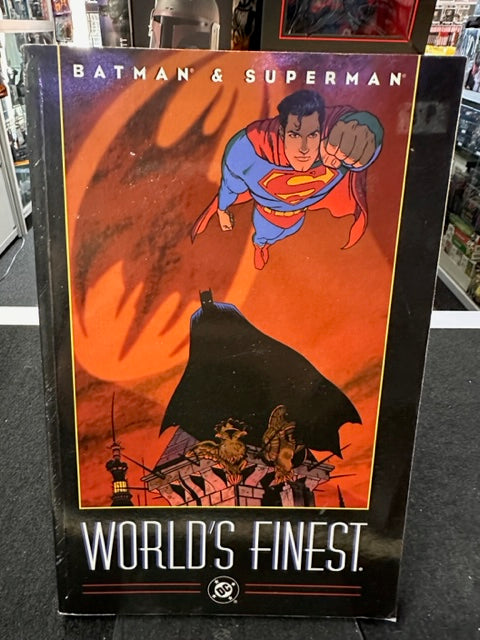 BATMAN® & SUPERMAN®
WORLD'S FINEST.
DC